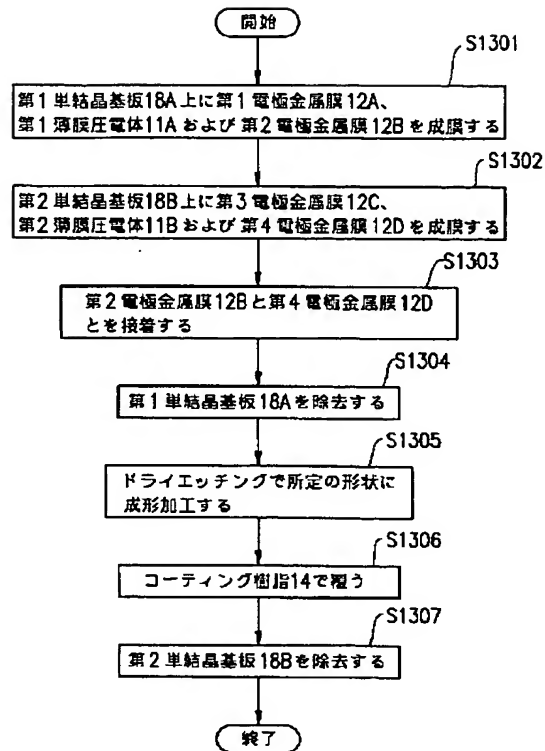 開始
S1301
第1単結晶基板18A上に第1電極金属膜12A、
第1薄膜圧電体11Aおよび第2電極金属膜12Bを成膜する
S1302
第2単結晶基板18B上に第3電極金属膜12C、
第2薄膜圧電体11Bおよび第4電極金属膜12Dを成膜する
S1303
第2電極金属膜12Bと第4電極金属膜12D
とを接着する
S1304
第1単結晶基板18Aを除去する
S1305
ドライエッチングで所定の形状に
成形加工する
S1306
コーティング樹脂14で覆う
S1307
第2単結晶基板18Bを除去する
終了